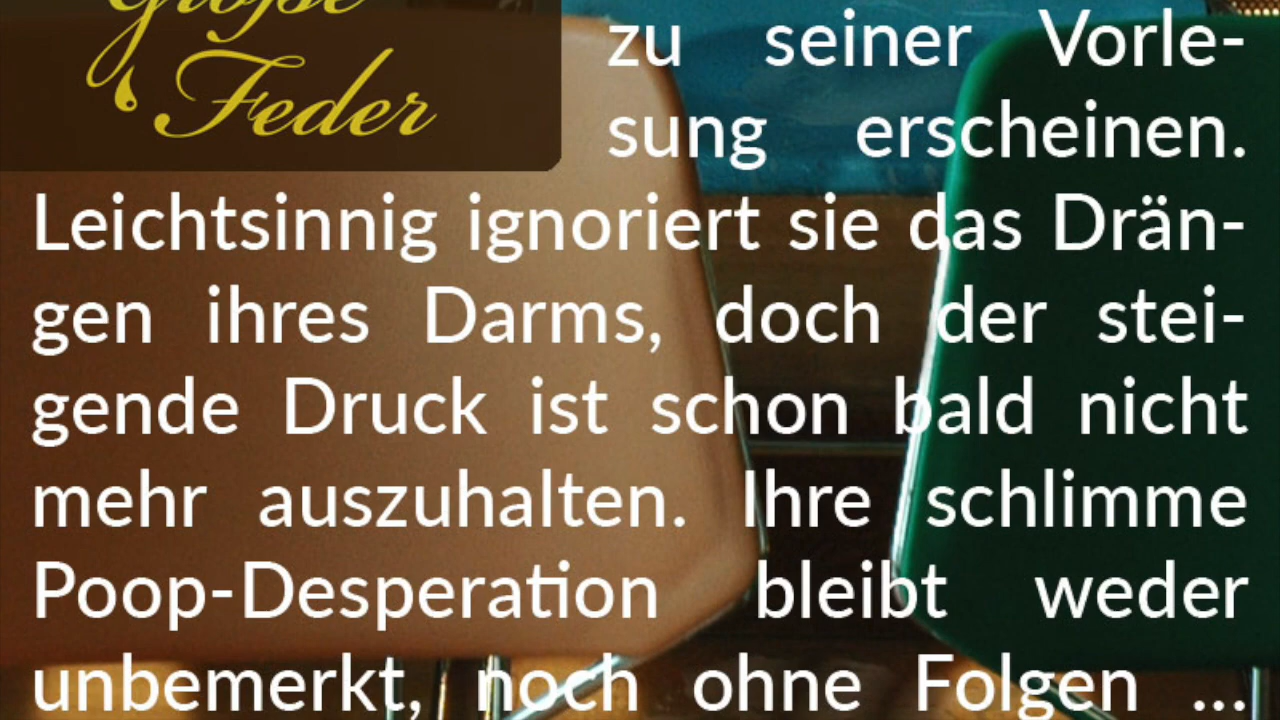 Große
Feder
zu seiner Vorle-
sung erscheinen.
Leichtsinnig ignoriert sie das Drän-
gen ihres Darms, doch der stei-
gende Druck ist schon bald nicht
mehr auszuhalten. Ihre schlimme
Poop-Desperation bleibt weder
unbemerkt, noch ohne Folgen ...